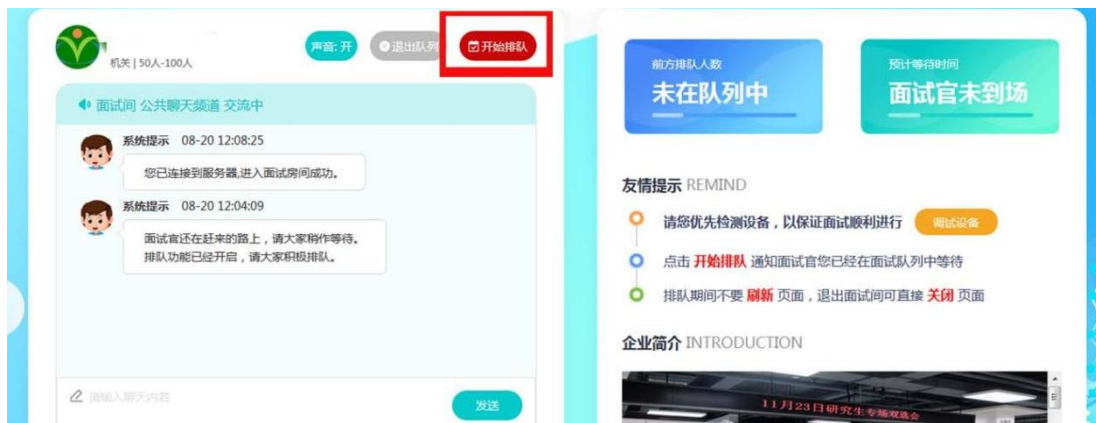 机关 | 50人-100人
声音: 开
退出队列
开始排队
面试间 公共聊天频道 交流中
系统提示 08-20 12:08:25
您已连接到服务器,进入面试房间成功。
系统提示 08-20 12:04:09
面试官还在赶来的路上，请大家稍作等待。
排队功能已经开启，请大家积极排队。
请输入聊天内容
发送
前方排队人数
未在队列中
预计等待时间
面试官未到场
友情提示 REMIND
请您优先检测设备，以保证面试顺利进行
调试设备
点击 开始排队 通知面试官您已经在面试队列中等待
排队期间不要 刷新 页面，退出面试间可直接 关闭 页面
企业简介 INTRODUCTION
11月23日研究生专场双选会